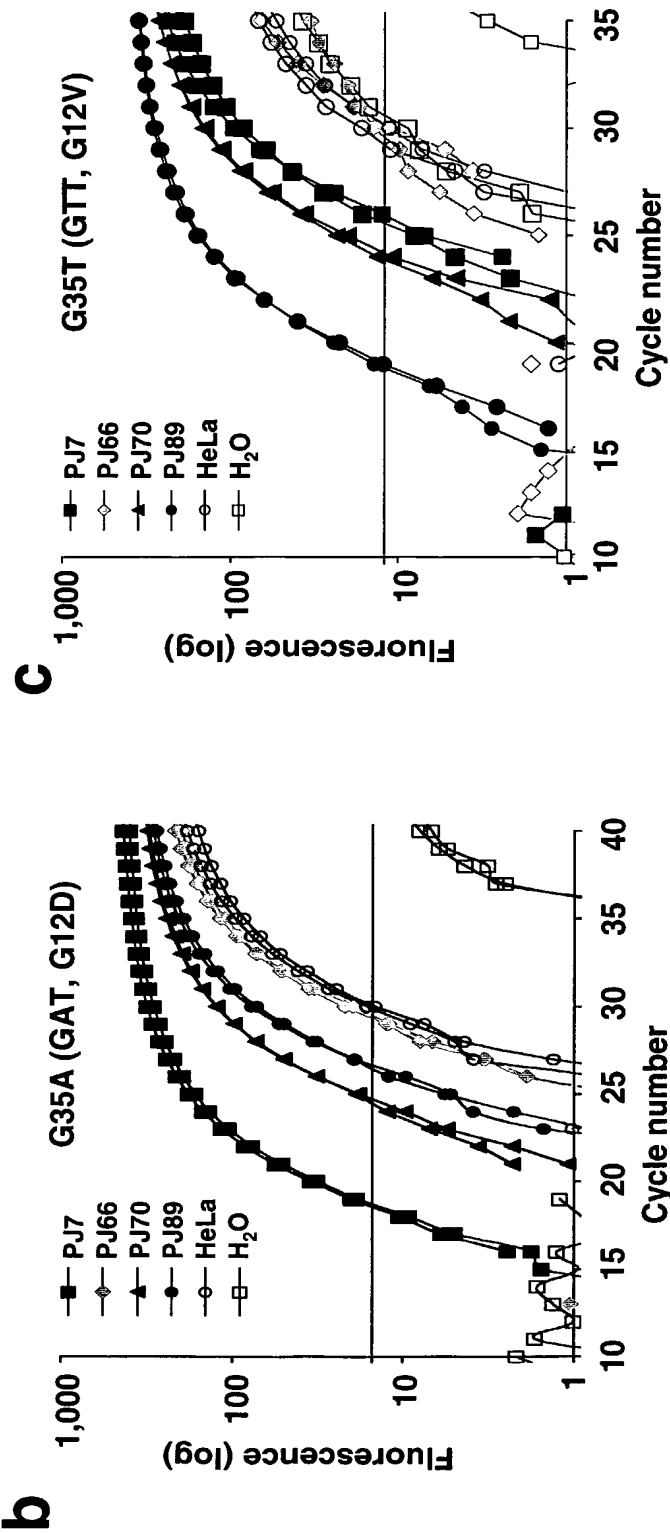 b
G35A (GAT, G12D)
1,000
100
10
1
Fluorescence (log)
PJ7
PJ66
PJ70
PJ89
HeLa
H2O
10
15
20
25
30
35
40
Cycle number
c
G35T (GTT, G12V)
1,000
100
10
1
Fluorescence (log)
PJ7
PJ66
PJ70
PJ89
HeLa
H2O
10
15
20
25
30
35
Cycle number